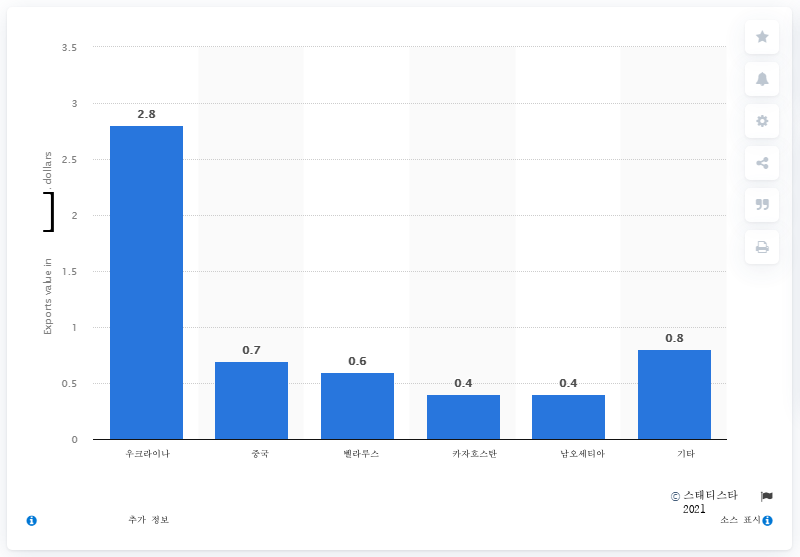 3.5
3
2.5
2
1.5
1
0.5
0
Exports value in
] dollars
2.8
0.7
0.6
0.4
0.4
0.8
우크라이나
중국
벨라루스
카자흐스탄
남오세티아
기타
© 스태티스타
2021
추가 정보
소스 표시